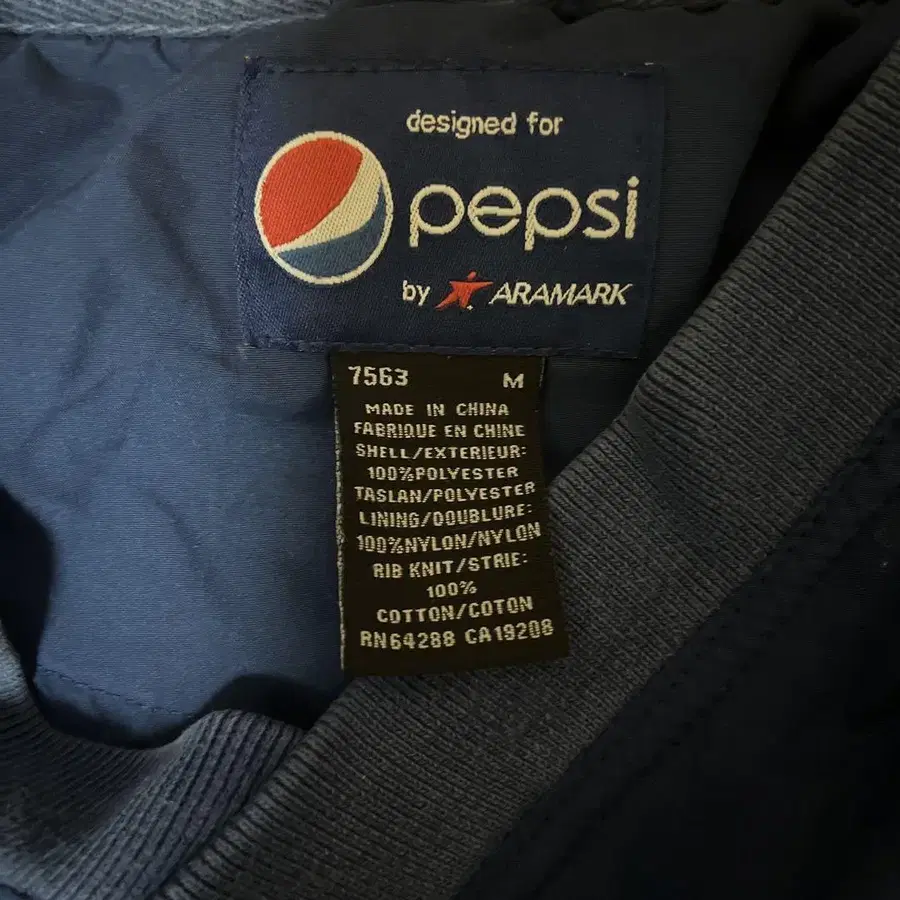 designed for
pepsi
by ARAMARK
7563 M
MADE IN CHINA
FABRIQUE EN CHINE
SHELL/EXTERIEUR:
100%POLYESTER
TASLAN/POLYESTER
LINING/DOUBLURE:
100%NYLON/NYLON
RIB KNIT/STRIE:
100%
COTTON/COTON
RN64288 CA19208